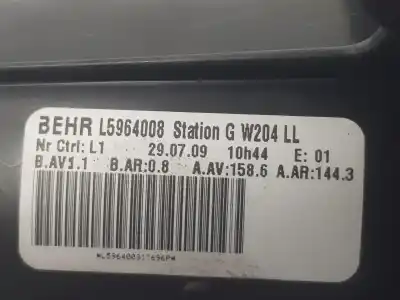 BEHR L5964008 Station G W204 LL
Nr Ctrl: L1 29.07.09 10h44 E: 01
B.AV1.1 B.AR:0.8 A.AV:158.6 A.AR:144.3